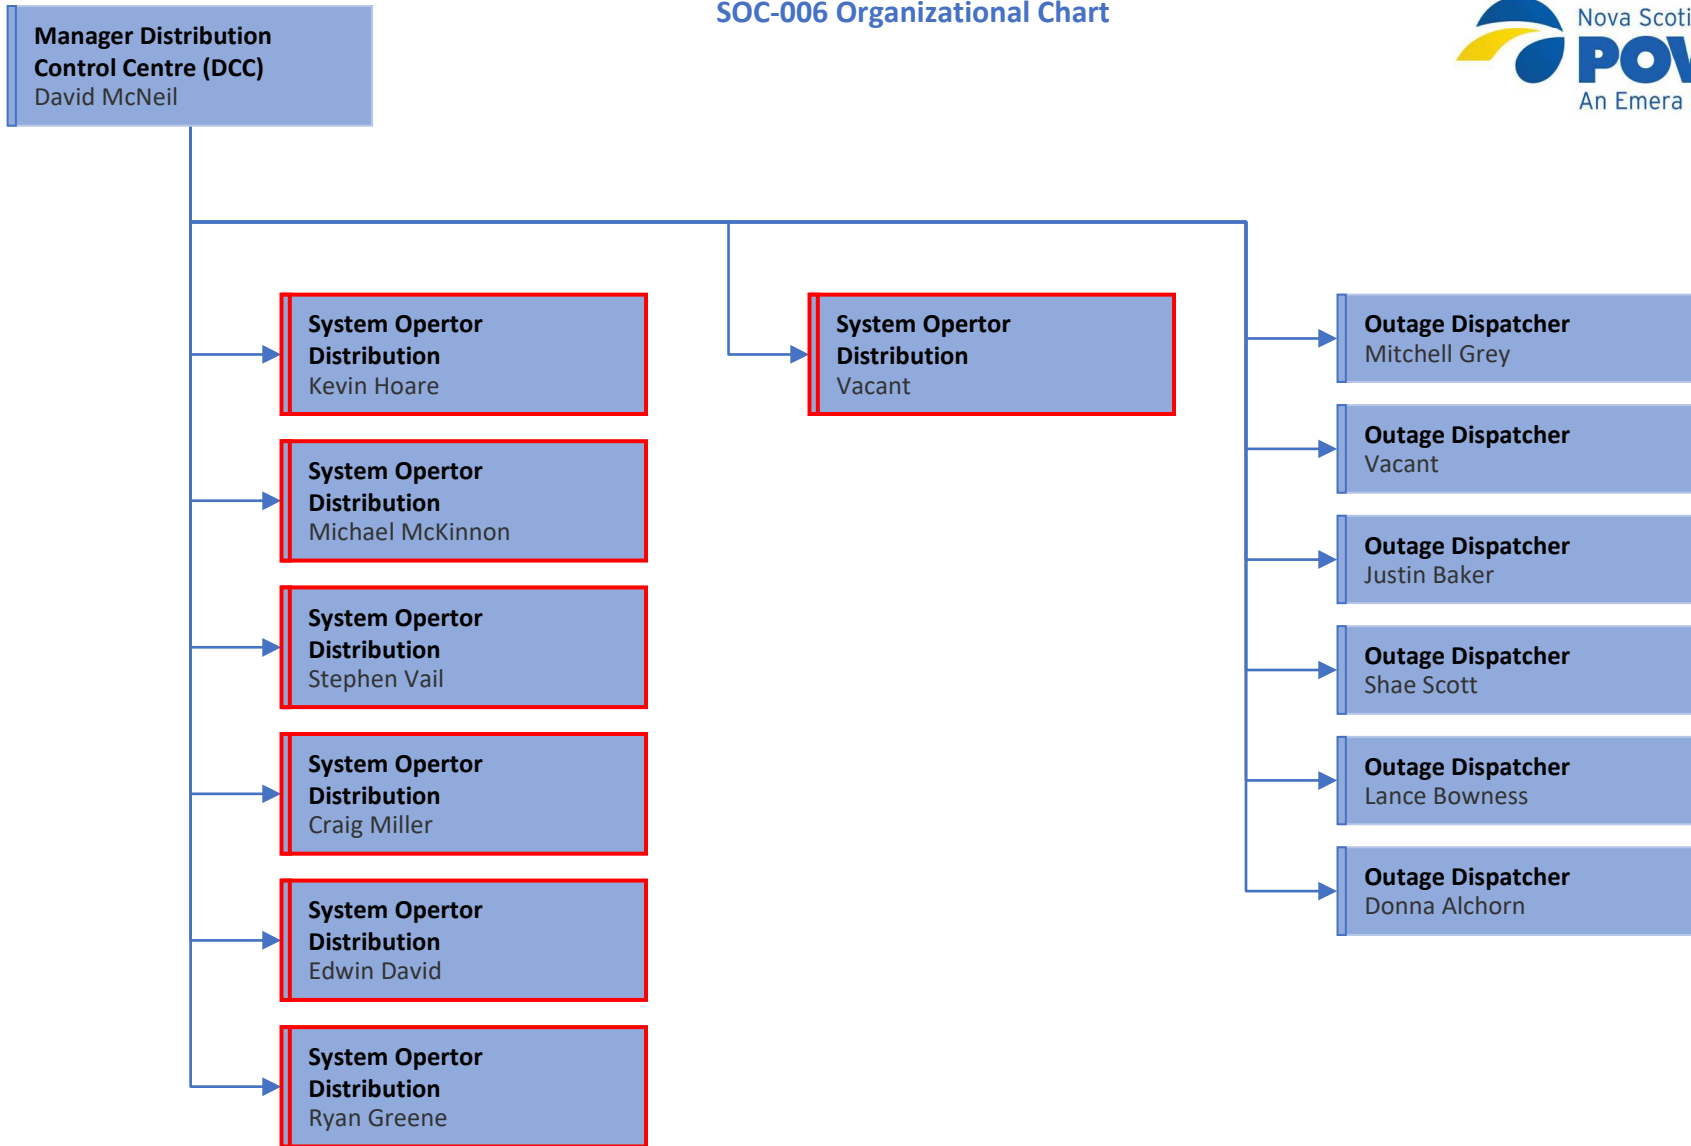 SOC-006 Organizational Chart
Nova Scoti
POW
An Emera
Manager Distribution
Control Centre (DCC)
David McNeil
System Opertor
Distribution
Kevin Hoare
System Opertor
Distribution
Michael McKinnon
System Opertor
Distribution
Stephen Vail
System Opertor
Distribution
Craig Miller
System Opertor
Distribution
Edwin David
System Opertor
Distribution
Ryan Greene
System Opertor
Distribution
Vacant
Outage Dispatcher
Mitchell Grey
Outage Dispatcher
Vacant
Outage Dispatcher
Justin Baker
Outage Dispatcher
Shae Scott
Outage Dispatcher
Lance Bowness
Outage Dispatcher
Donna Alchorn